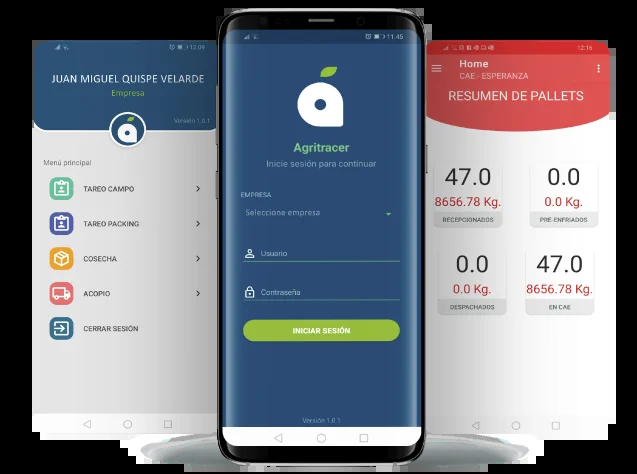 12:09
JUAN MIGUEL QUISPE VELARDE
Empresa
Versión 1.0.1
Menú principal
TAREO CAMPO
TAREO PACKING
COSECHA
ACOPIO
CERRAR SESIÓN
11:45
Agritracer
Inicie sesión para continuar
EMPRESA
Seleccione empresa
Usuario
Contraseña
INICIAR SESIÓN
Versión 1.0.1
12:16
Home
CAE - ESPERANZA
RESUMEN DE PALLETS
47.0
8656.78 Kg.
RECEPCIONADOS
0.0
0.0 Kg.
PRE-ENFRIADOS
0.0
0.0 Kg.
DESPACHADOS
47.0
8656.78 Kg.
EN CAE